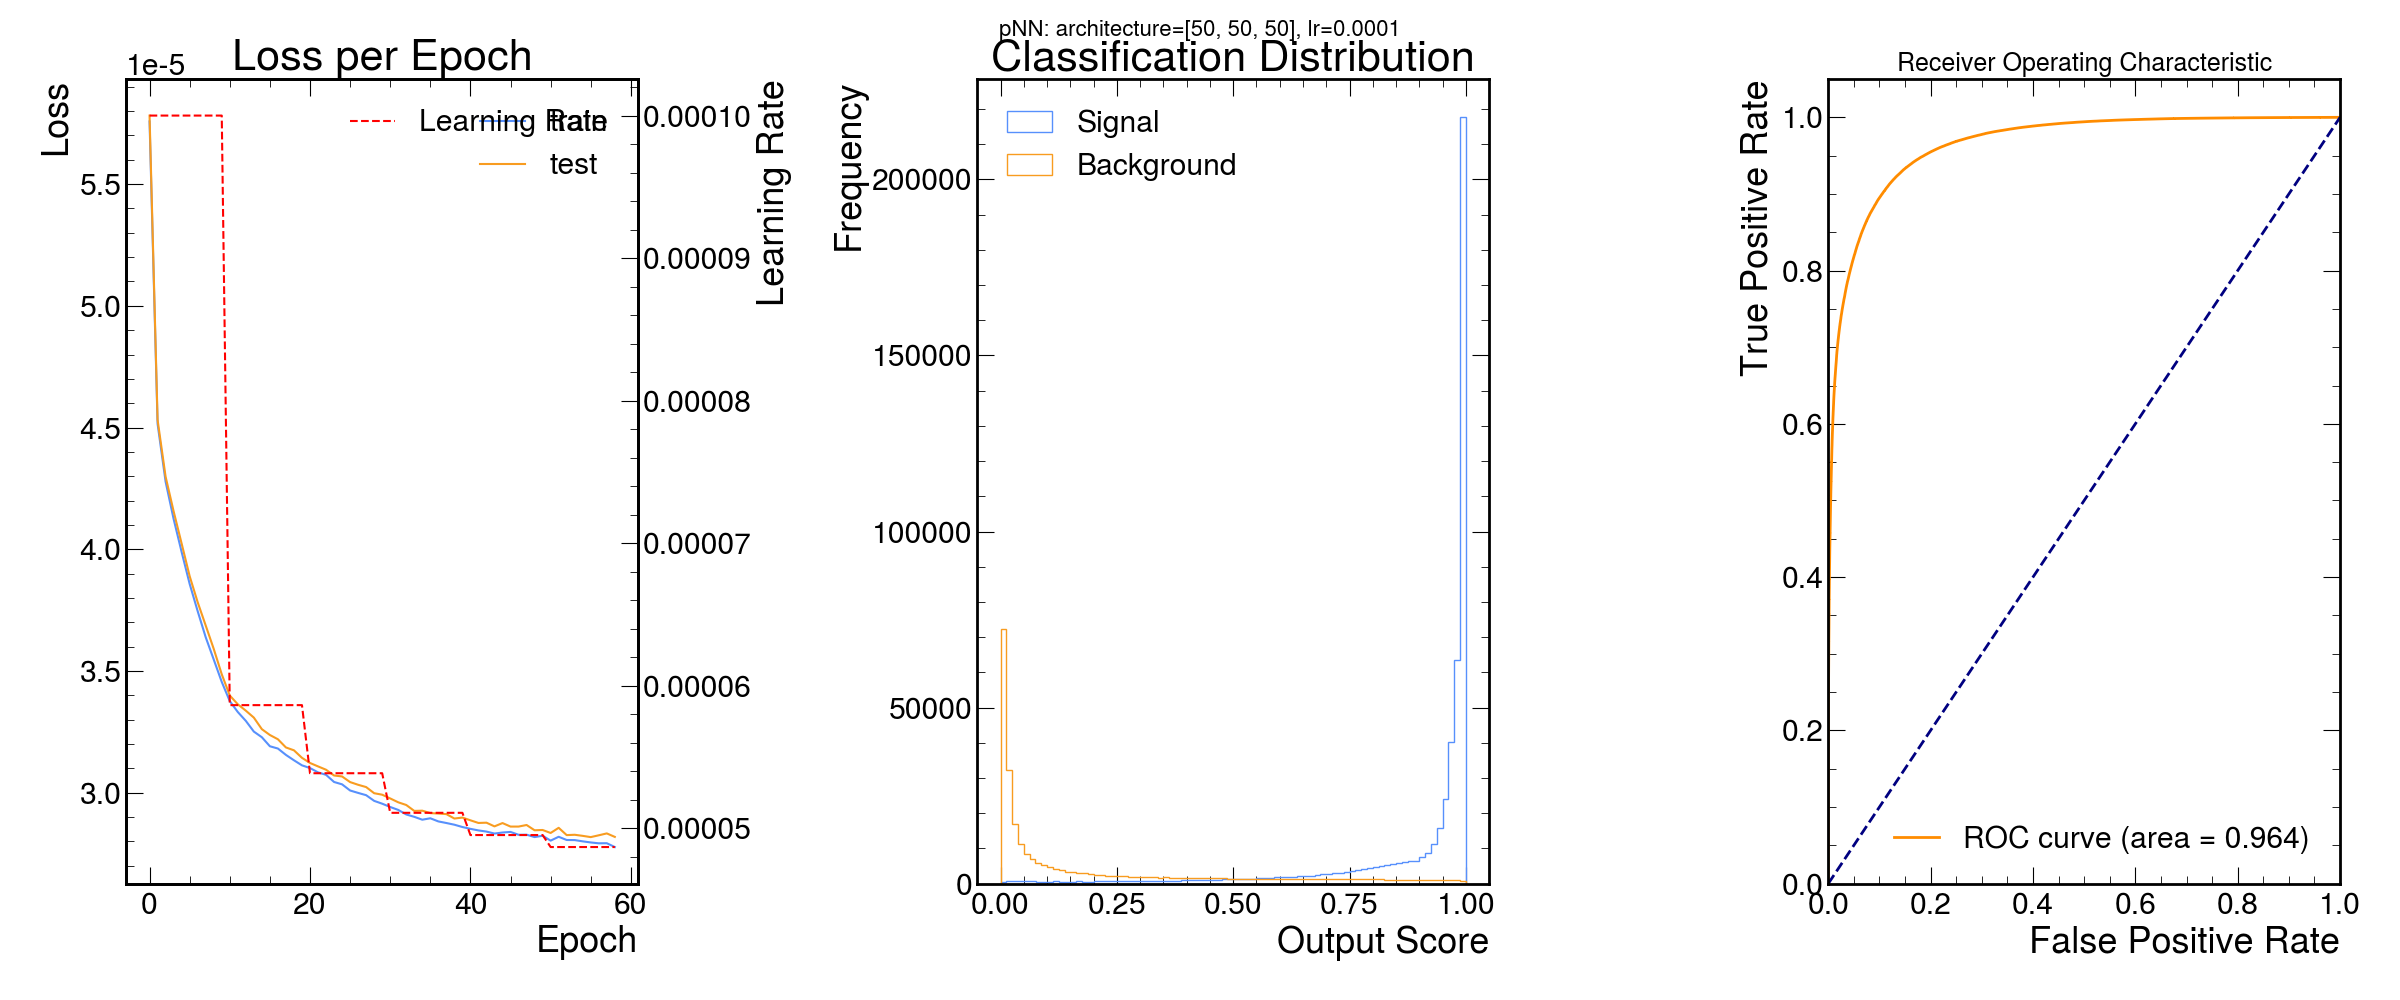 pNN: architecture=[50, 50, 50], lr=0.0001
Loss per Epoch
1e-5
Loss
5.5
5.0
4.5
4.0
3.5
3.0
Learning Rate
train
test
0.00010
0.00009
0.00008
0.00007
0.00006
0.00005
Learning Rate
0 20 40 60
Epoch
Classification Distribution
Frequency
200000
150000
100000
50000
0
Signal
Background
0.00 0.25 0.50 0.75 1.00
Output Score
Receiver Operating Characteristic
True Positive Rate
1.0
0.8
0.6
0.4
0.2
0.0
ROC curve (area = 0.964)
0.0 0.2 0.4 0.6 0.8 1.0
False Positive Rate